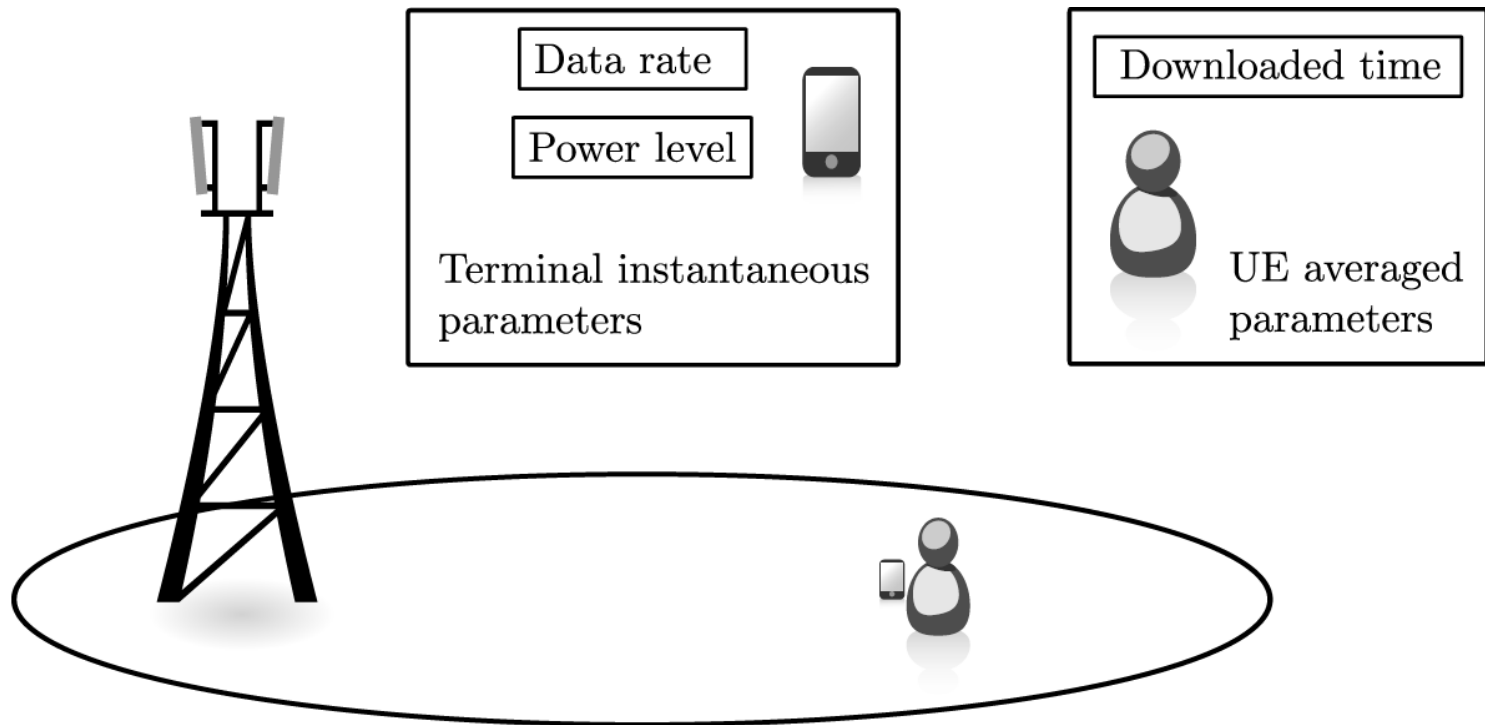 Data rate
Power level
Terminal instantaneous
parameters
Downloaded time
UE averaged
parameters